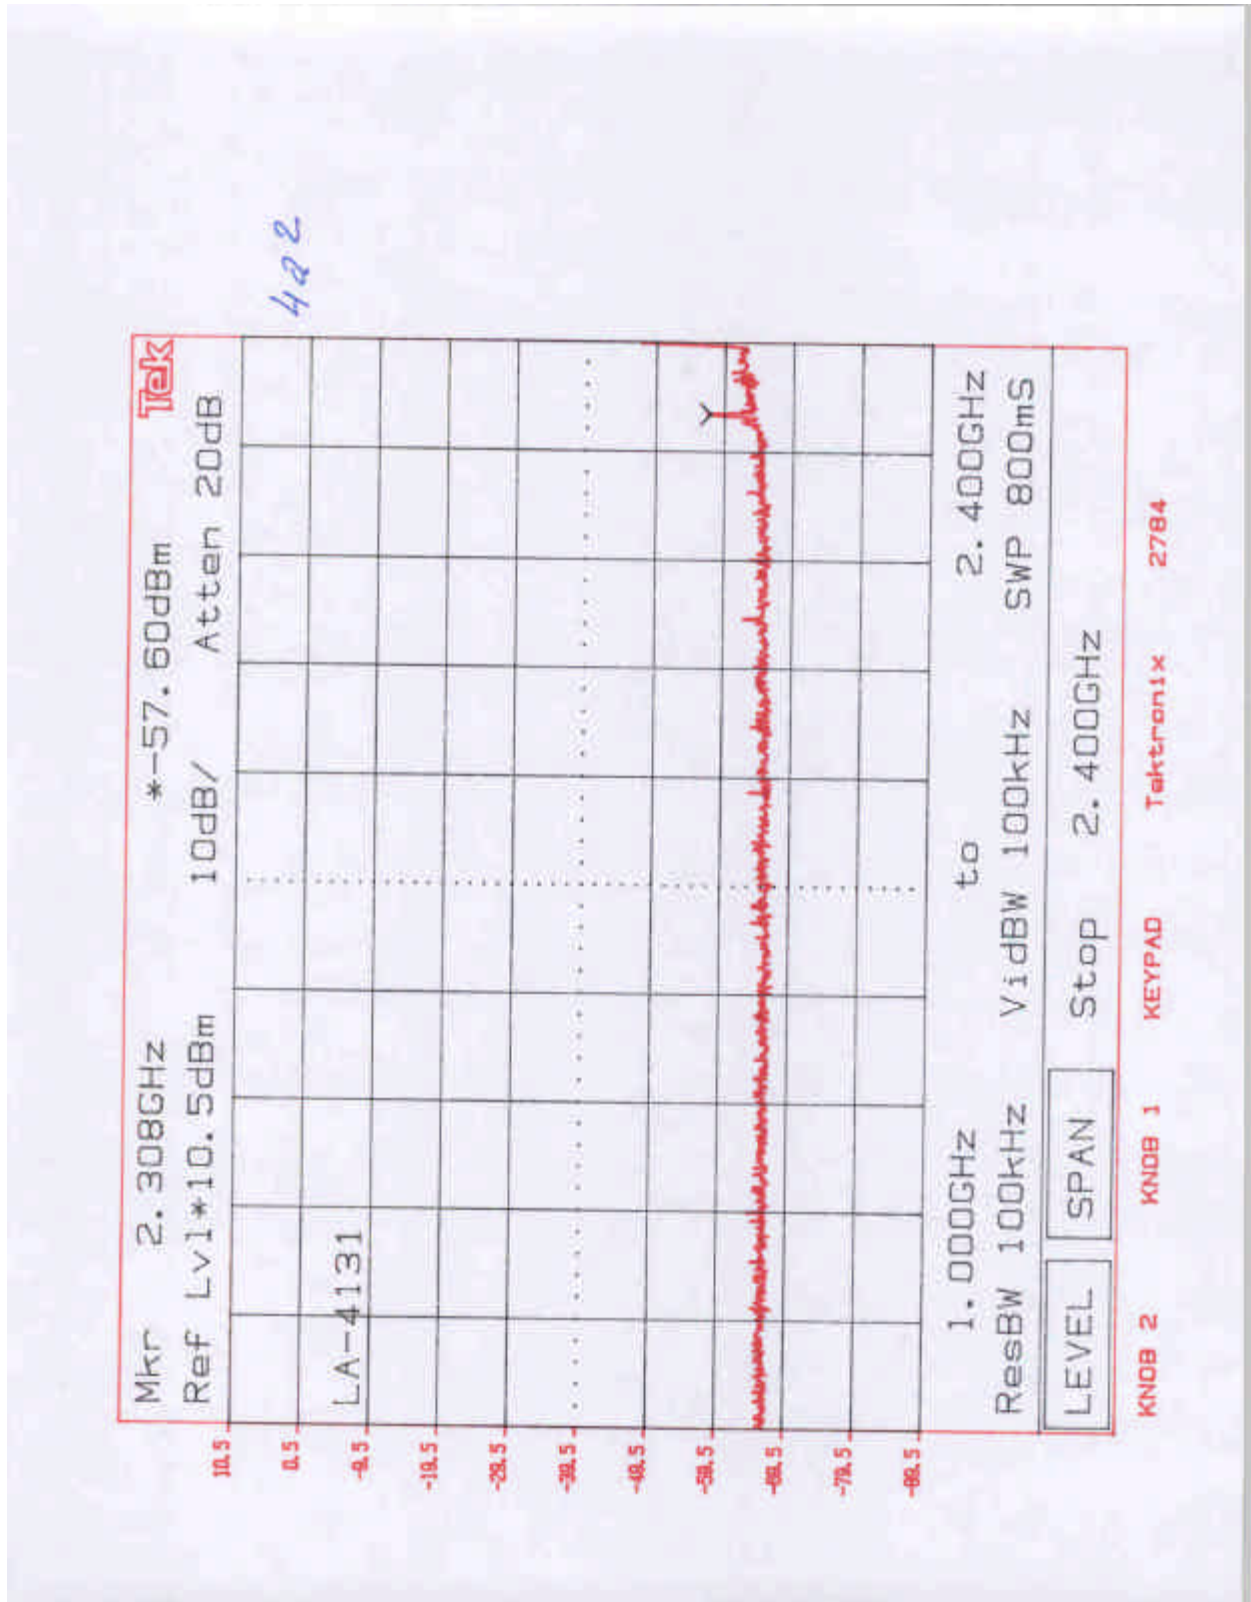 4a2
Mkr 2.308GHz *-57.60dBm Tek
Ref Lvl*10.5dBm 10dB/ Atten 20dB
10.5
0.5
LA-4131
-9.5
-19.5
-29.5
-39.5
-49.5
-59.5
-69.5
-79.5
-89.5
1.000GHz to 2.400GHz
ResBW 100kHz VidBW 100kHz SWP 800mS
LEVEL SPAN Stop 2.400GHz
KNOB 2 KNOB 1 KEYPAD Tektronix 2784